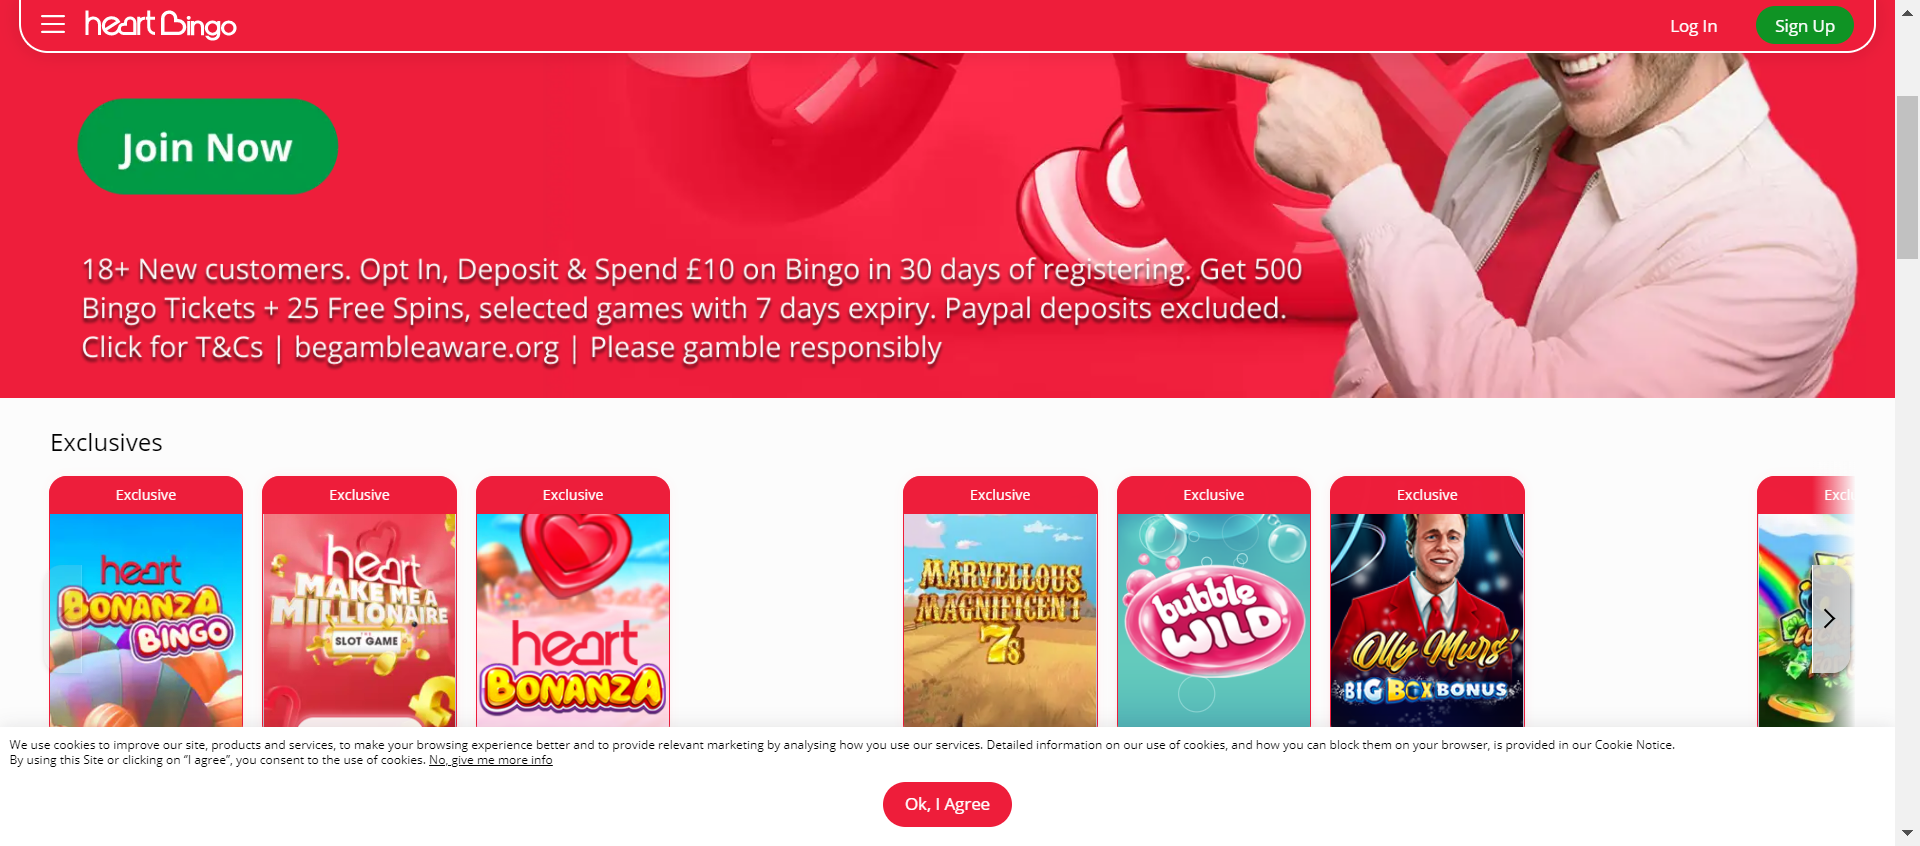 heart Bingo
Log In
Sign Up
Join Now
18+ New customers. Opt In, Deposit & Spend £10 on Bingo in 30 days of registering. Get 500
Bingo Tickets + 25 Free Spins, selected games with 7 days expiry. Paypal deposits excluded.
Click for T&Cs | begambleaware.org | Please gamble responsibly
Exclusives
Exclusive
heart
BONANZA
BINGO
Exclusive
heart
MAKE ME A
MILLIONAIRE
THE
SLOT GAME
Exclusive
heart
BONANZA
Exclusive
MARVELLOUS
MAGNIFICENT
7s
Exclusive
bubble
WILD!
Exclusive
Olly Murs'
BIG BOX BONUS
We use cookies to improve our site, products and services, to make your browsing experience better and to provide relevant marketing by analysing how you use our services. Detailed information on our use of cookies, and how you can block them on your browser, is provided in our Cookie Notice.
By using this Site or clicking on “I agree”, you consent to the use of cookies. No, give me more info
Ok, I Agree